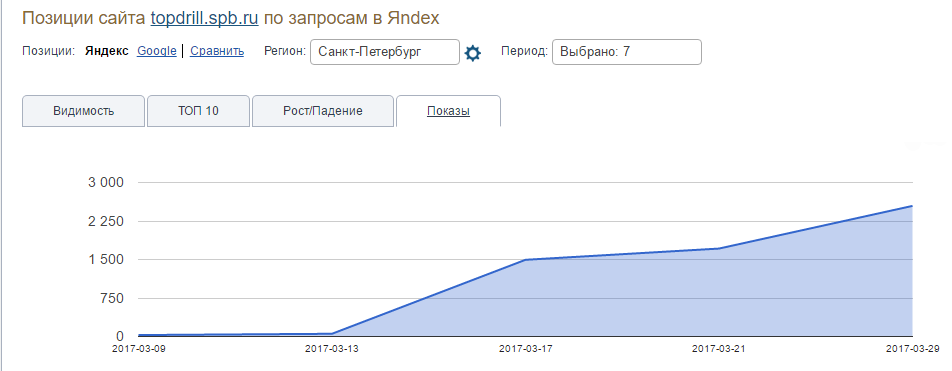 Позиции сайта topdrill.spb.ru по запросам в Яndex
Позиции: Яндекс Google Сравнить Регион: Санкт-Петербург Период: Выбрано: 7
Видимость ТОП 10 Рост/Падение Показы
3 000
2 250
1 500
750
0
2017-03-09 2017-03-13 2017-03-17 2017-03-21 2017-03-29